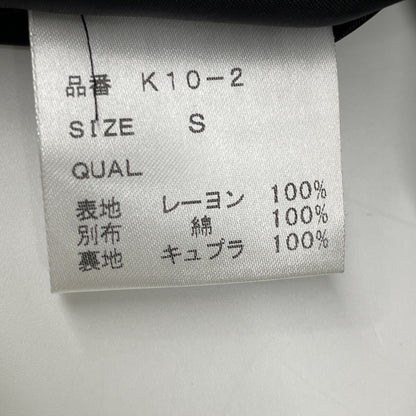 品番 K10-2
SIZE S
QUAL
表地 レーヨン 100%
別布 綿 100%
裏地 キュプラ 100%